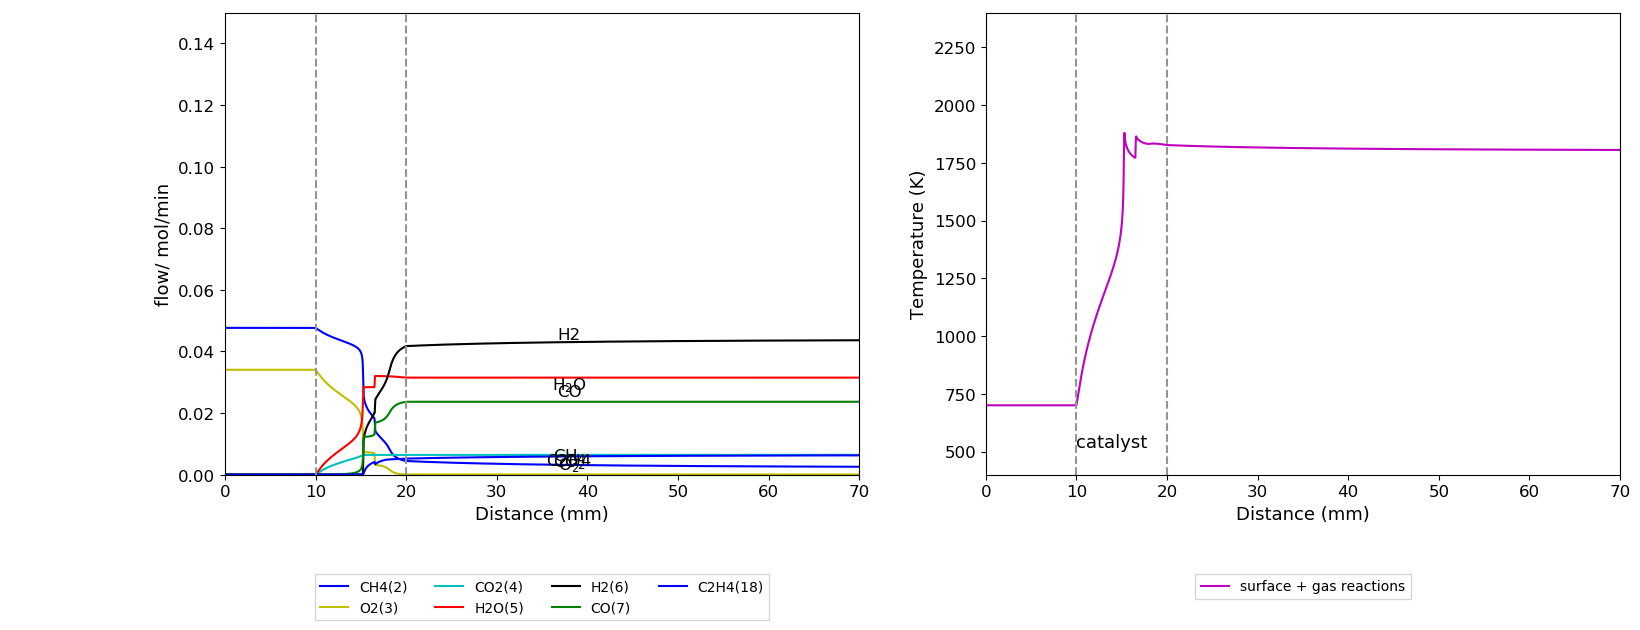 0.14
0.12
0.10
0.08
0.06
0.04
0.02
0.00
flow/ mol/min
H2
H₂O
CO
0 10 20 30 40 50 60 70
Distance (mm)
CH4(2) CO2(4) H2(6) C2H4(18)
O2(3) H2O(5) CO(7)
2250
2000
1750
1500
1250
1000
750
500
Temperature (K)
catalyst
0 10 20 30 40 50 60 70
Distance (mm)
surface + gas reactions